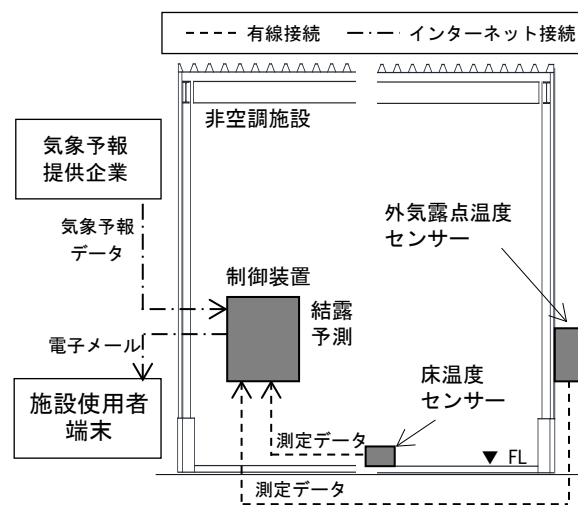 有線接続
インターネット接続
非空調施設
気象予報
提供企業
気象予報
データ
外気露点温度
センサー
制御装置
結露
予測
電子メール
施設使用者
端末
床温度
センサー
測定データ
▼ FL
測定データ